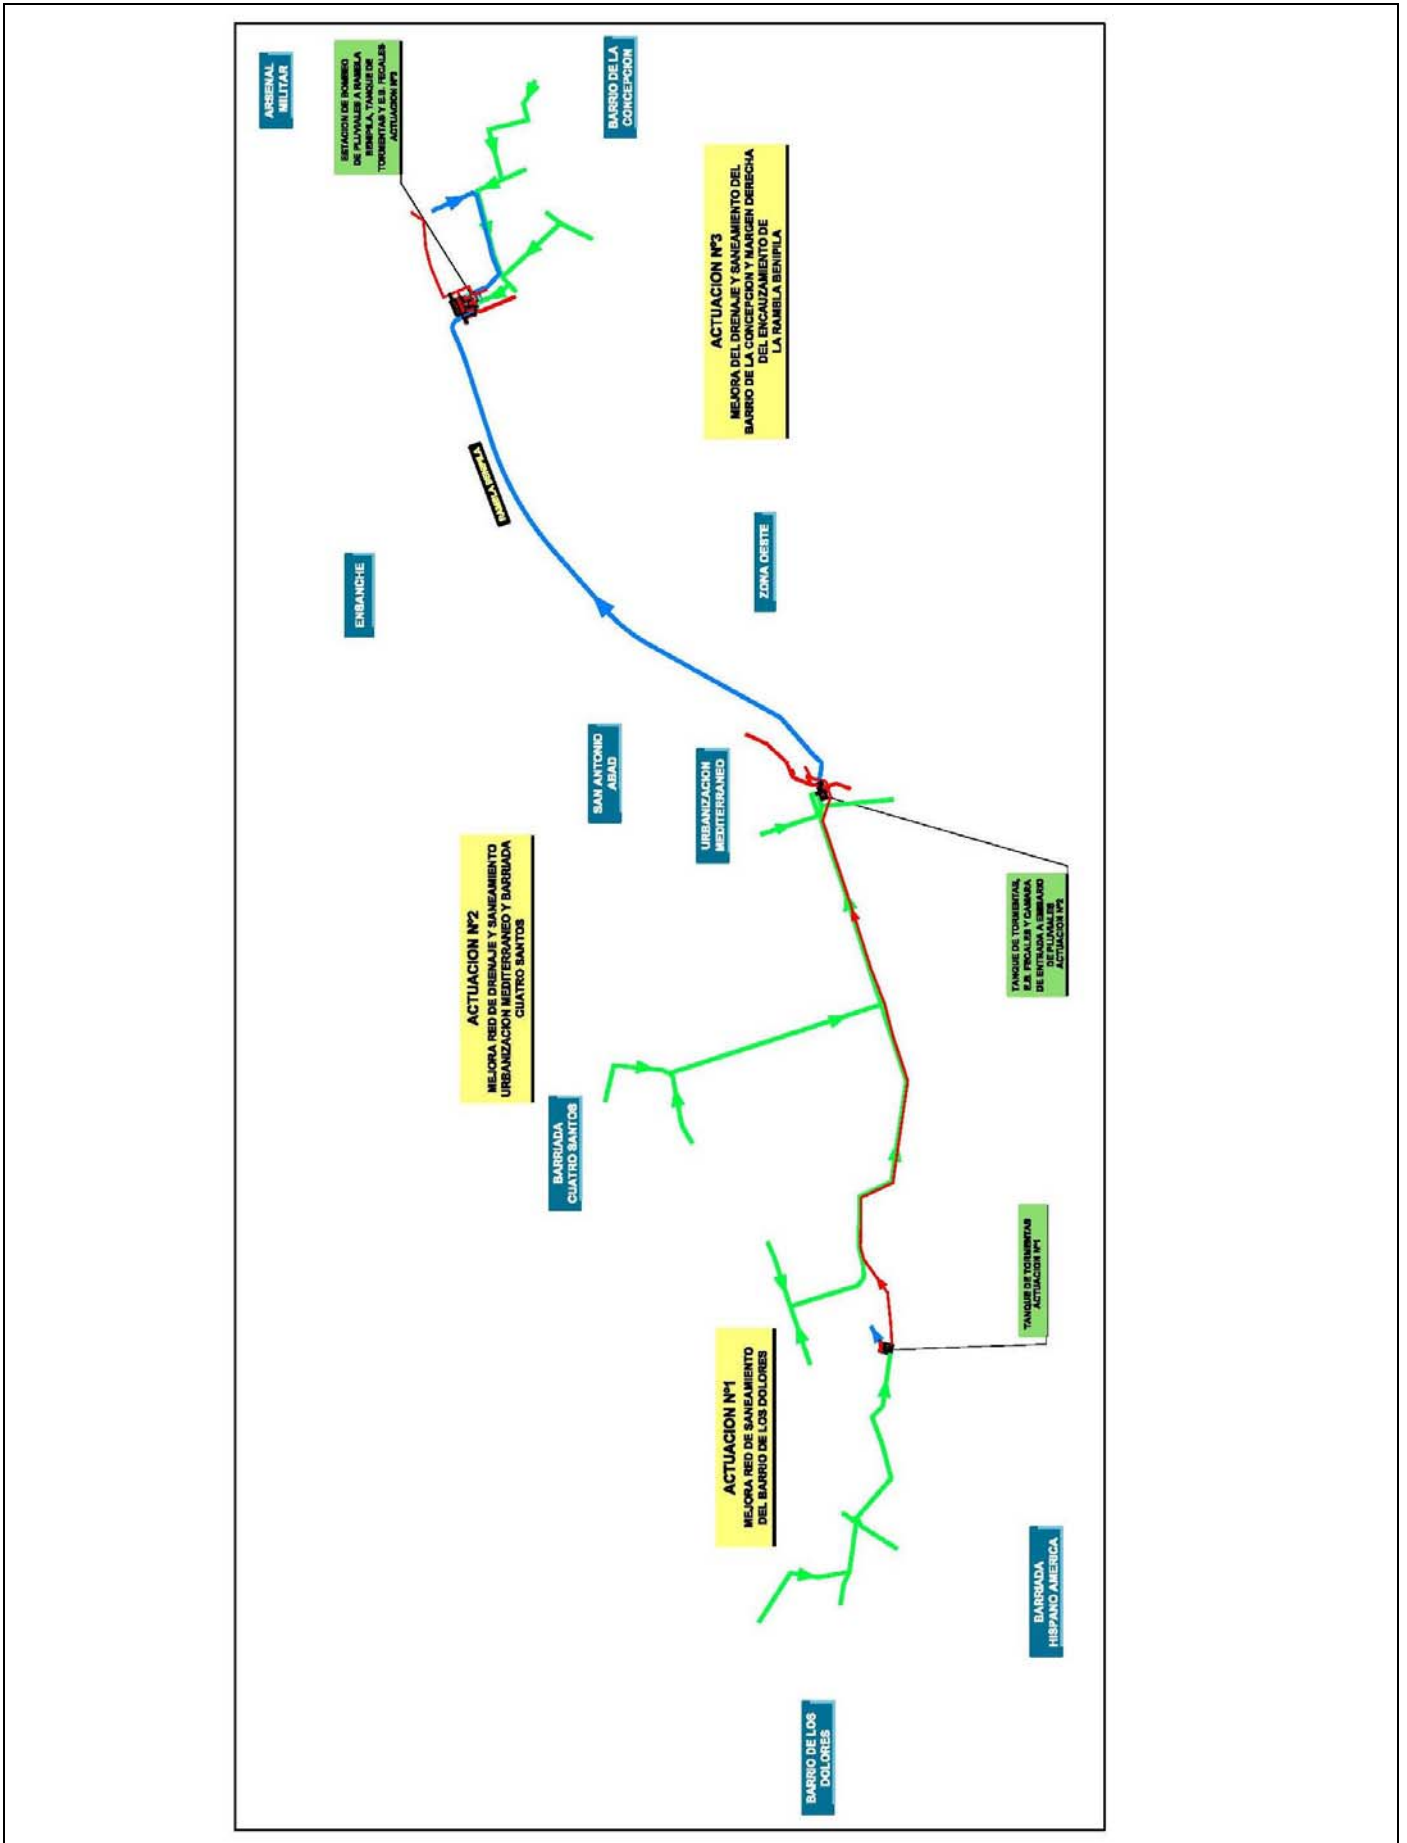 ARSENAL
MILITAR
ESTACION DE BOMBEO
DE PLUVIALES A RAMBLA
BENIPILA, TANQUE DE
TORMENTAS Y E.B. FECALES
ACTUACION Nº3
BARRIO DE LA
CONCEPCION
ACTUACION Nº3
MEJORA DEL DRENAJE Y SANEAMIENTO DEL
BARRIO DE LA CONCEPCION Y MARGEN DERECHA
DEL ENCAUZAMIENTO DE
LA RAMBLA BENIPILA
RAMBLA BENIPILA
ENSANCHE
ZONA OESTE
SAN ANTONIO
ABAD
URBANIZACION
MEDITERRANEO
ACTUACION Nº2
MEJORA RED DE DRENAJE Y SANEAMIENTO
URBANIZACION MEDITERRANEO Y BARRIADA
CUATRO SANTOS
TANQUE DE TORMENTAS,
E.B. FECALES Y CAMARA
DE ENTRADA A EMISARIO
DE PLUVIALES
ACTUACION Nº2
BARRIADA
CUATRO SANTOS
TANQUE DE TORMENTAS
ACTUACION Nº1
ACTUACION Nº1
MEJORA RED DE SANEAMIENTO
DEL BARRIO DE LOS DOLORES
BARRIADA
HISPANO AMERICA
BARRIO DE LOS
DOLORES